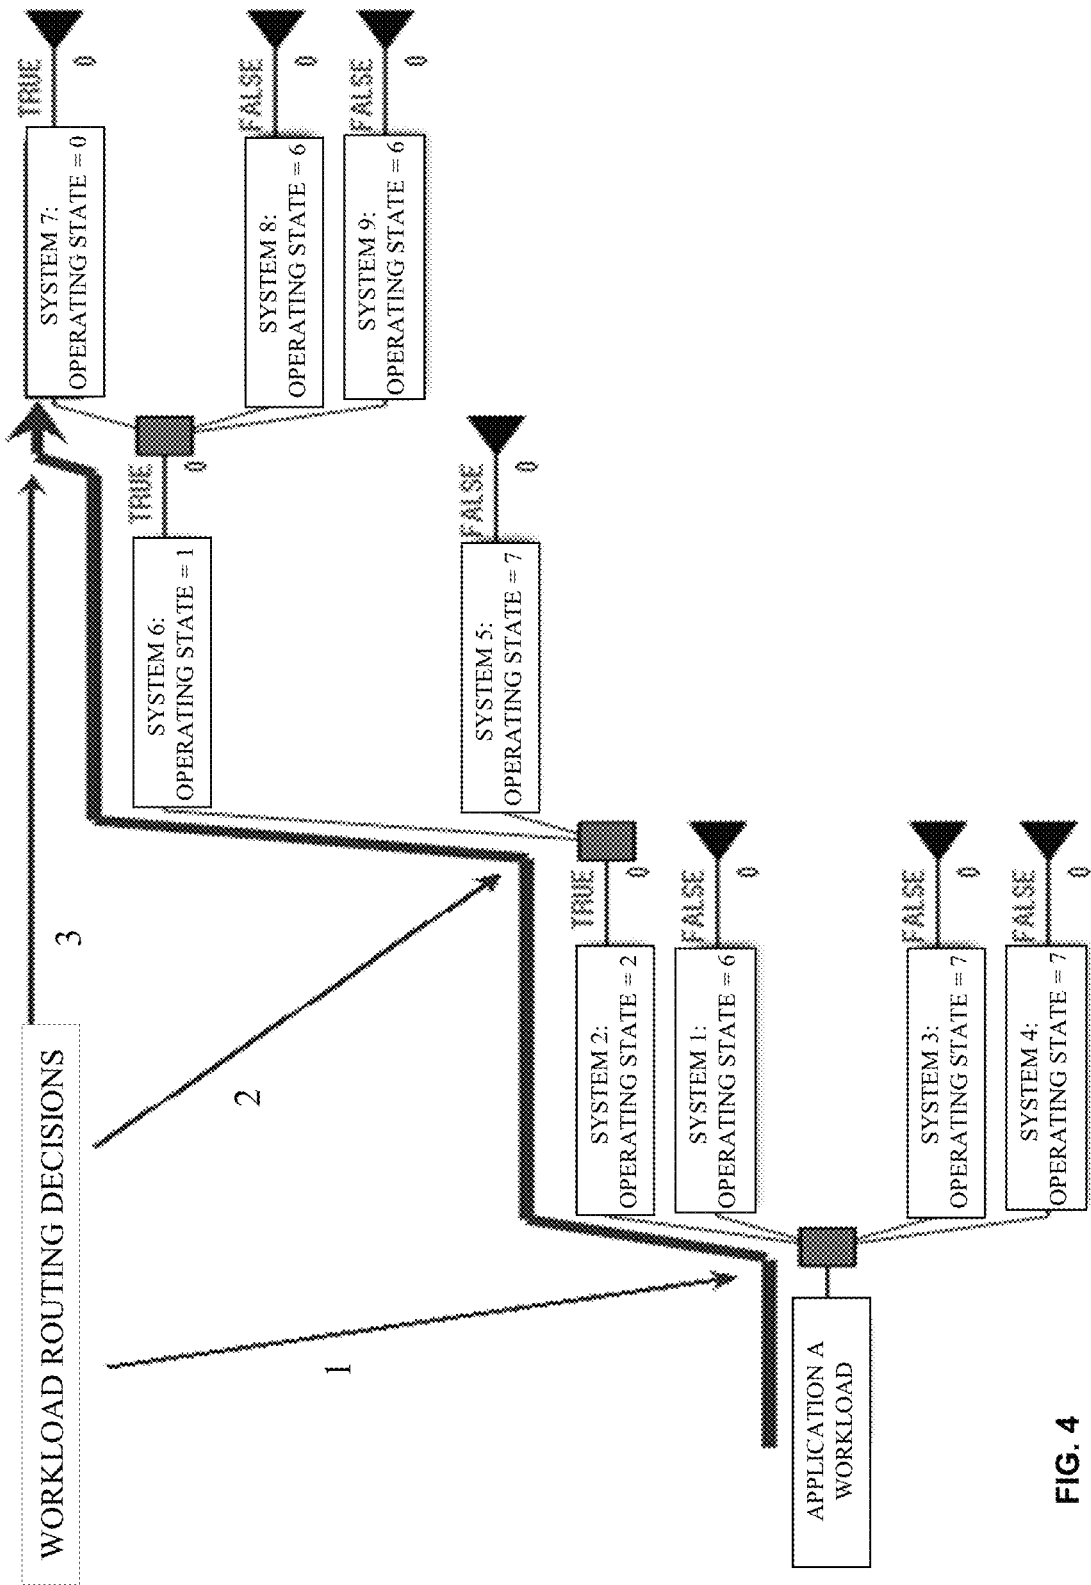 WORKLOAD ROUTING DECISIONS
1
2
3
APPLICATION A
WORKLOAD
SYSTEM 2:
OPERATING STATE = 2
TRUE
0
SYSTEM 1:
OPERATING STATE = 6
FALSE
0
SYSTEM 3:
OPERATING STATE = 7
FALSE
0
SYSTEM 4:
OPERATING STATE = 7
FALSE
0
SYSTEM 6:
OPERATING STATE = 1
TRUE
0
SYSTEM 5:
OPERATING STATE = 7
FALSE
0
SYSTEM 7:
OPERATING STATE = 0
TRUE
0
SYSTEM 8:
OPERATING STATE = 6
FALSE
0
SYSTEM 9:
OPERATING STATE = 6
FALSE
0
FIG. 4